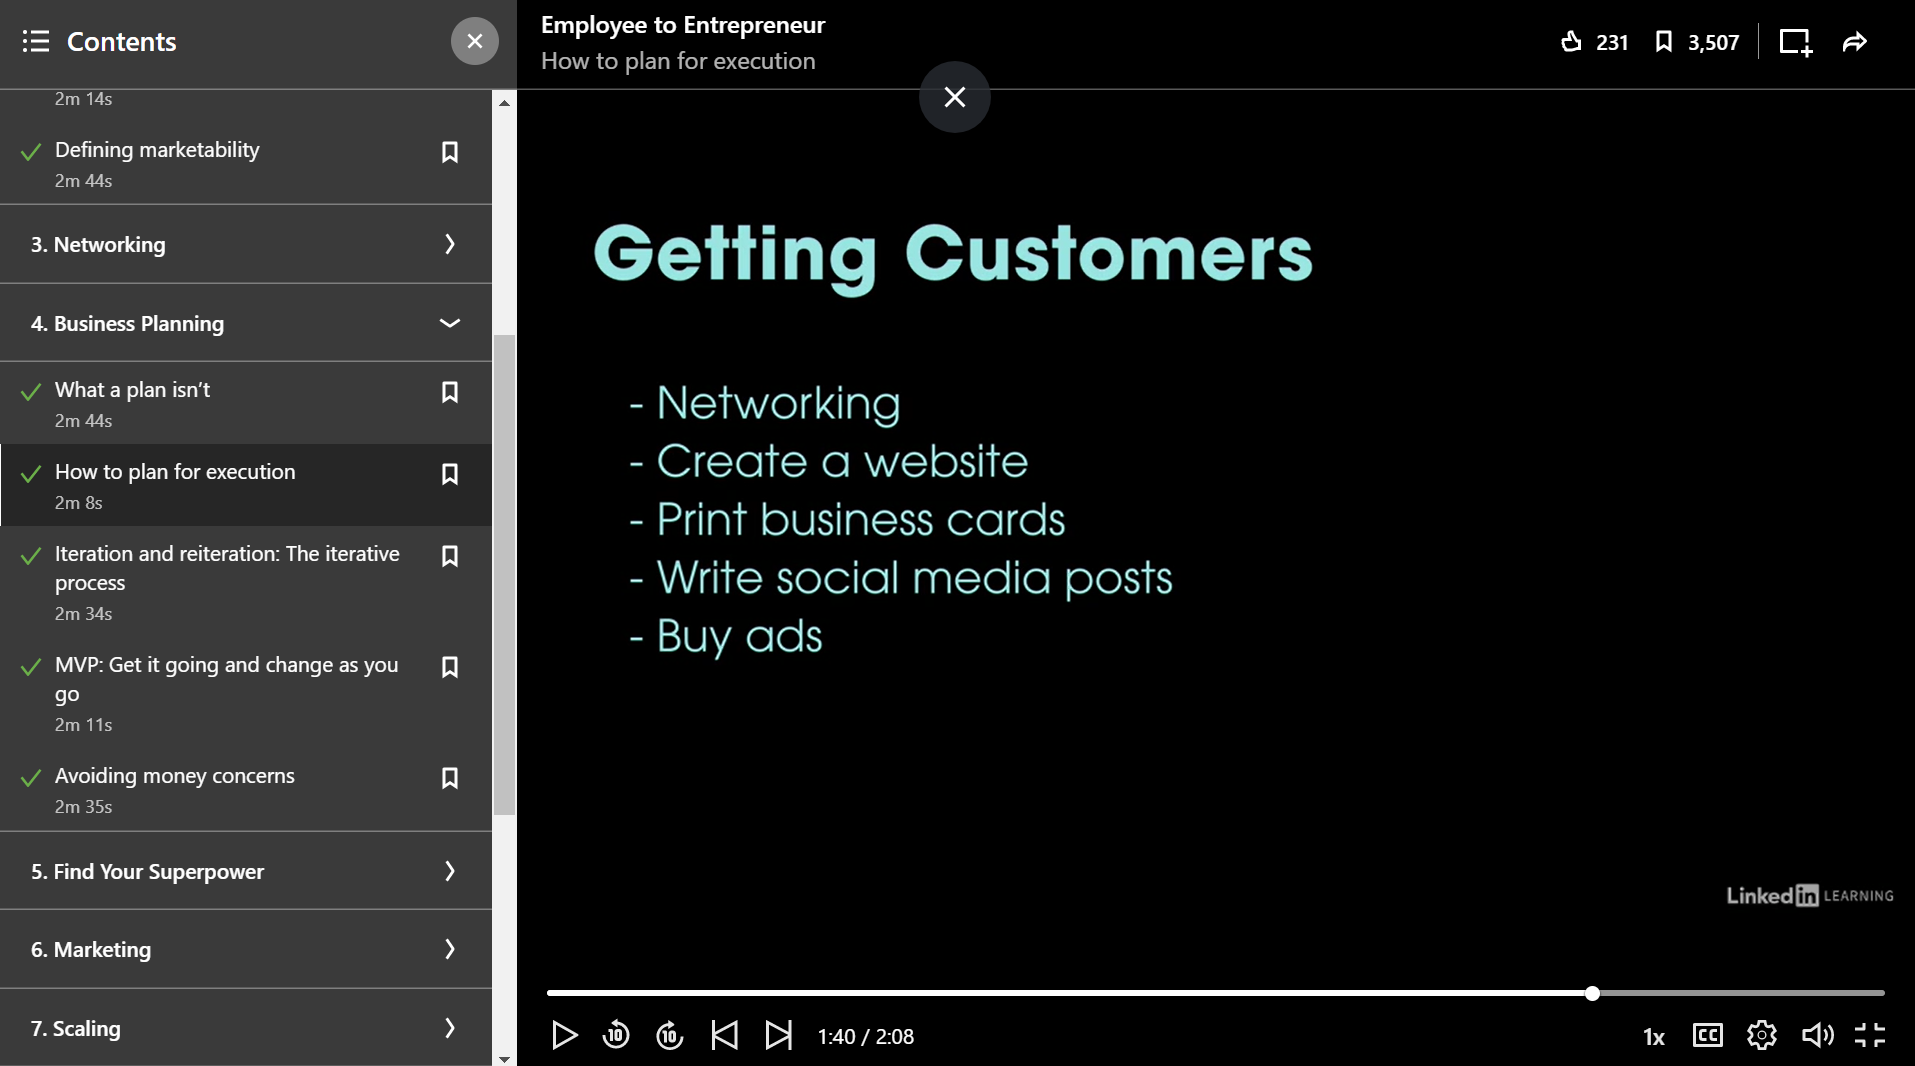 Contents
2m 14s
Defining marketability
2m 44s
3. Networking
4. Business Planning
What a plan isn’t
2m 44s
How to plan for execution
2m 8s
Iteration and reiteration: The iterative
process
2m 34s
MVP: Get it going and change as you
go
2m 11s
Avoiding money concerns
2m 35s
5. Find Your Superpower
6. Marketing
7. Scaling
Employee to Entrepreneur
How to plan for execution
231
3,507
Getting Customers
- Networking
- Create a website
- Print business cards
- Write social media posts
- Buy ads
Linked in LEARNING
10
10
1:40 / 2:08
1x
CC